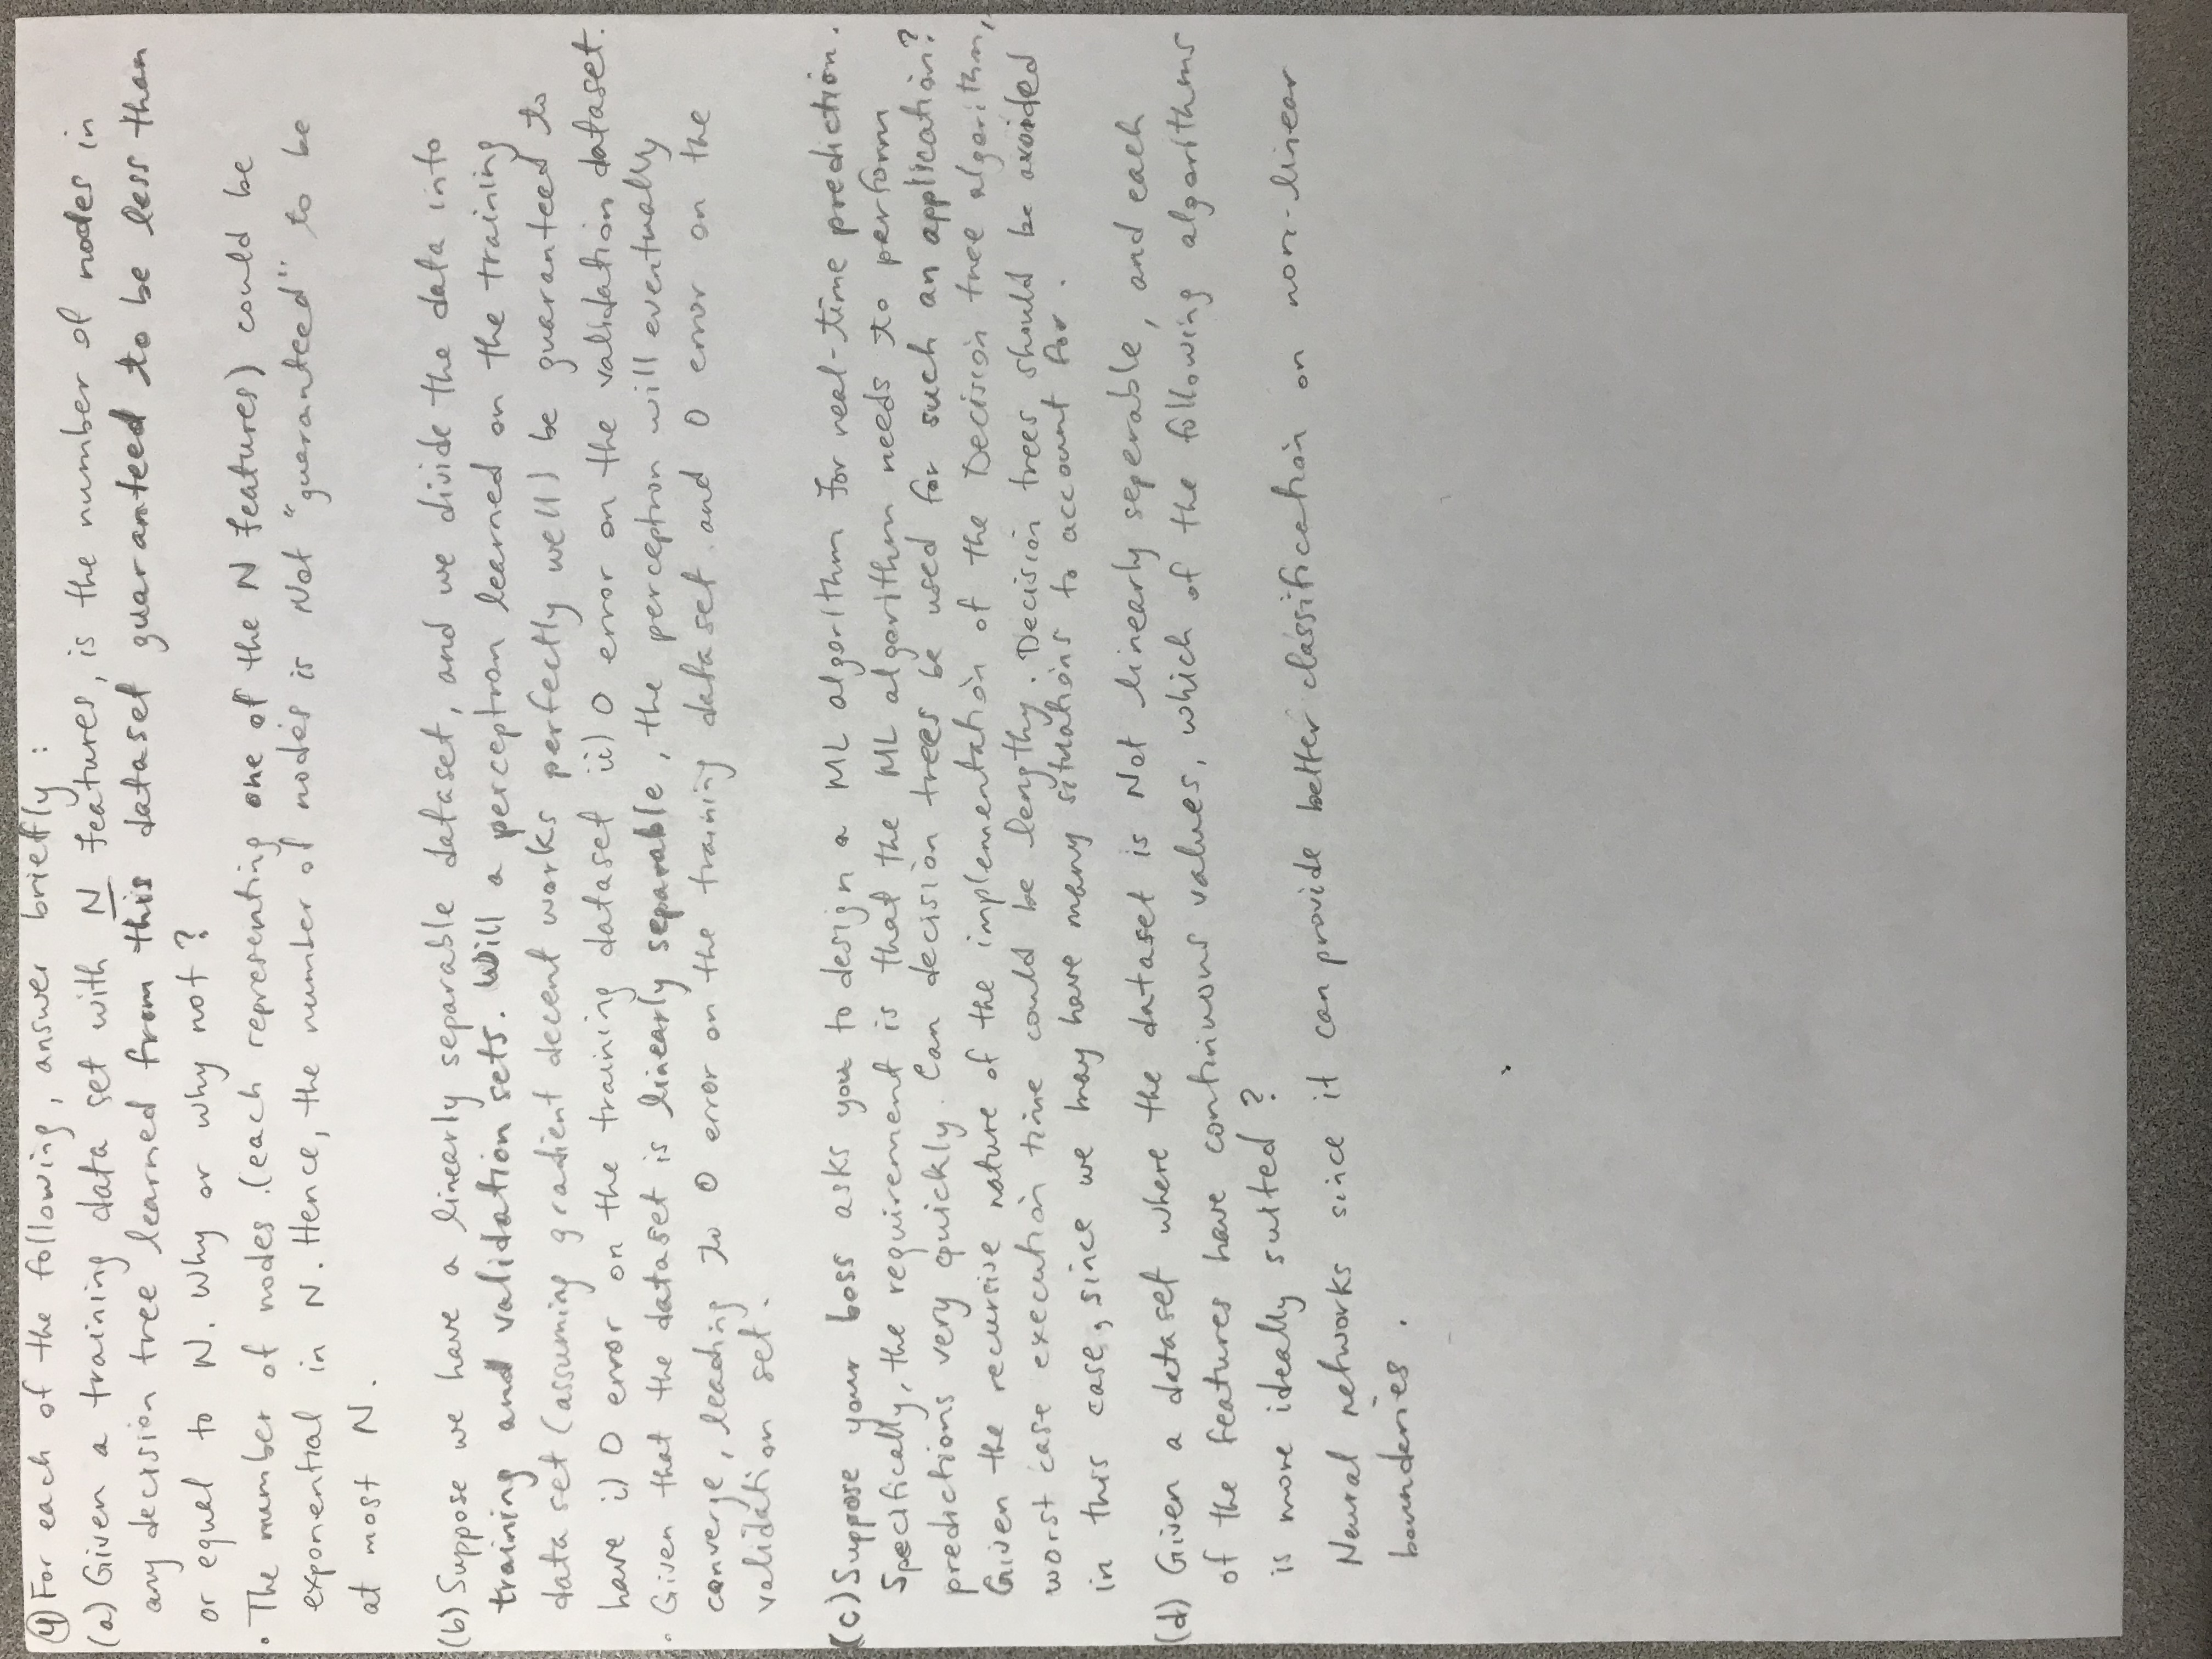 ④ For each of the following, answer briefly :
(a) Given a training data set with N features, is the number of nodes in
any decision tree learned from this dataset guaranteed to be less than
or equal to N. Why or why not ?
• The number of nodes (each representing one of the N features) could be
exponential in N. Hence, the number of nodes is Not "guaranteed" to be
at most N.
(b) Suppose we have a linearly separable dataset, and we divide the data into
training and validation sets. Will a perceptron learned on the training
data set (assuming gradient decent works perfectly well) be guaranteed to
have i) 0 error on the training dataset ii) 0 error on the validation dataset.
• Given that the dataset is linearly separable, the perceptron will eventually
converge, leading to 0 error on the training dataset and 0 error on the
validation set.
(c) Suppose your boss asks you to design a ML algorithm for real-time prediction.
Specifically, the requirement is that the ML algorithm needs to perform
predictions very quickly. Can decision trees be used for such an application?
Given the recursive nature of the implementation of the Decision tree algorithm,
worst case execution time could be lengthy. Decision trees should be avoided
in this case, since we may have many situations to account for.
(d) Given a dataset where the dataset is Not linearly seperable, and each
of the features have continuous values, which of the following algorithms
is more ideally suited ?
Neural networks since it can provide better classification on non-linear
bounderies .